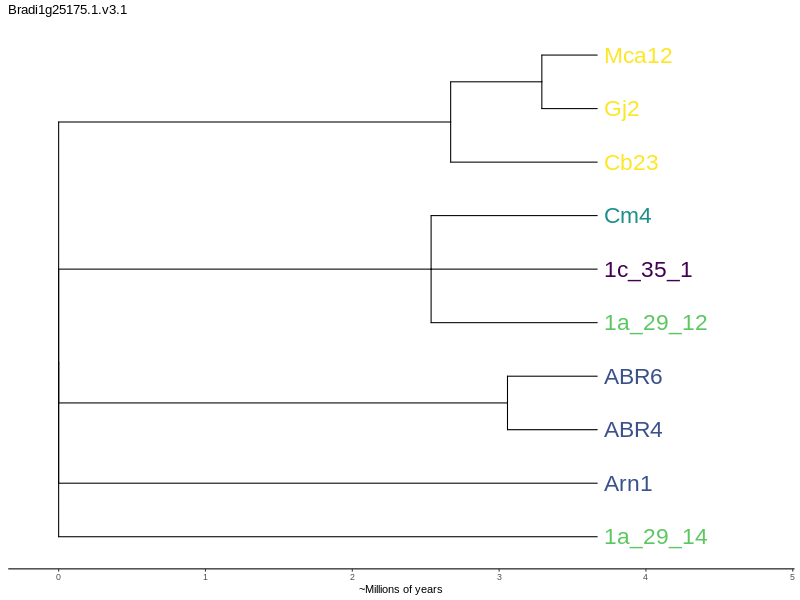 Bradi1g25175.1.v3.1
Mca12
Gj2
Cb23
Cm4
1c_35_1
1a_29_12
ABR6
ABR4
Arn1
1a_29_14
0 1 2 3 4 5
~Millions of years